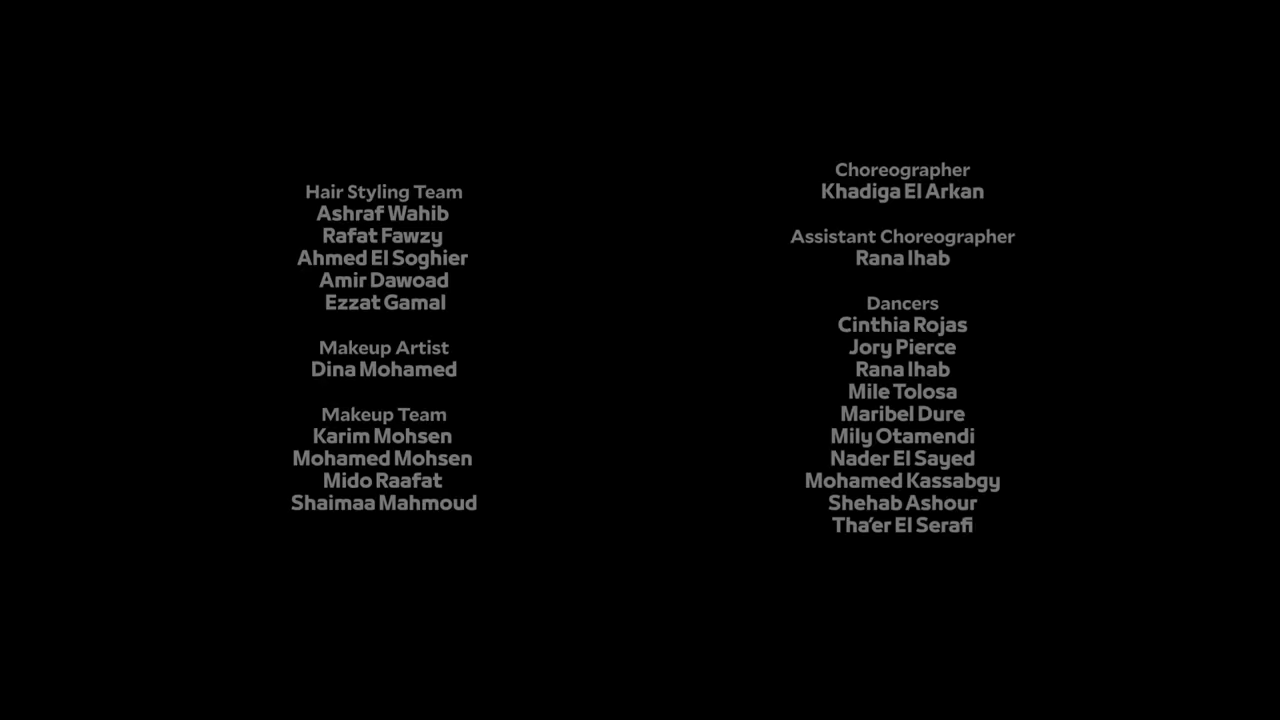 Hair Styling Team
Ashraf Wahib
Rafat Fawzy
Ahmed El Soghier
Amir Dawoad
Ezzat Gamal
Makeup Artist
Dina Mohamed
Makeup Team
Karim Mohsen
Mohamed Mohsen
Mido Raafat
Shaimaa Mahmoud
Choreographer
Khadiga El Arkan
Assistant Choreographer
Rana Ihab
Dancers
Cinthia Rojas
Jory Pierce
Rana Ihab
Mile Tolosa
Maribel Dure
Mily Otamendi
Nader El Sayed
Mohamed Kassabgy
Shehab Ashour
Tha'er El Serafi